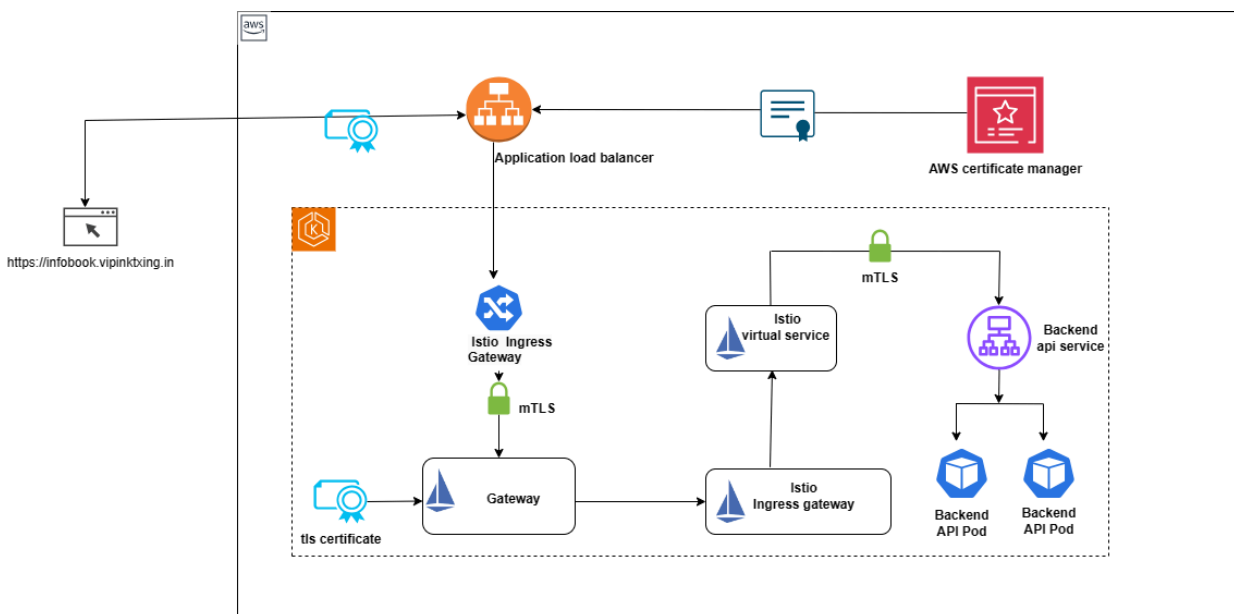 aws
Application load balancer
AWS certificate manager
https://infobook.vipinktxing.in
K
mTLS
Istio
virtual service
Backend
api service
Istio Ingress
Gateway
mTLS
Gateway
Istio
Ingress gateway
tls certificate
Backend
API Pod
Backend
API Pod